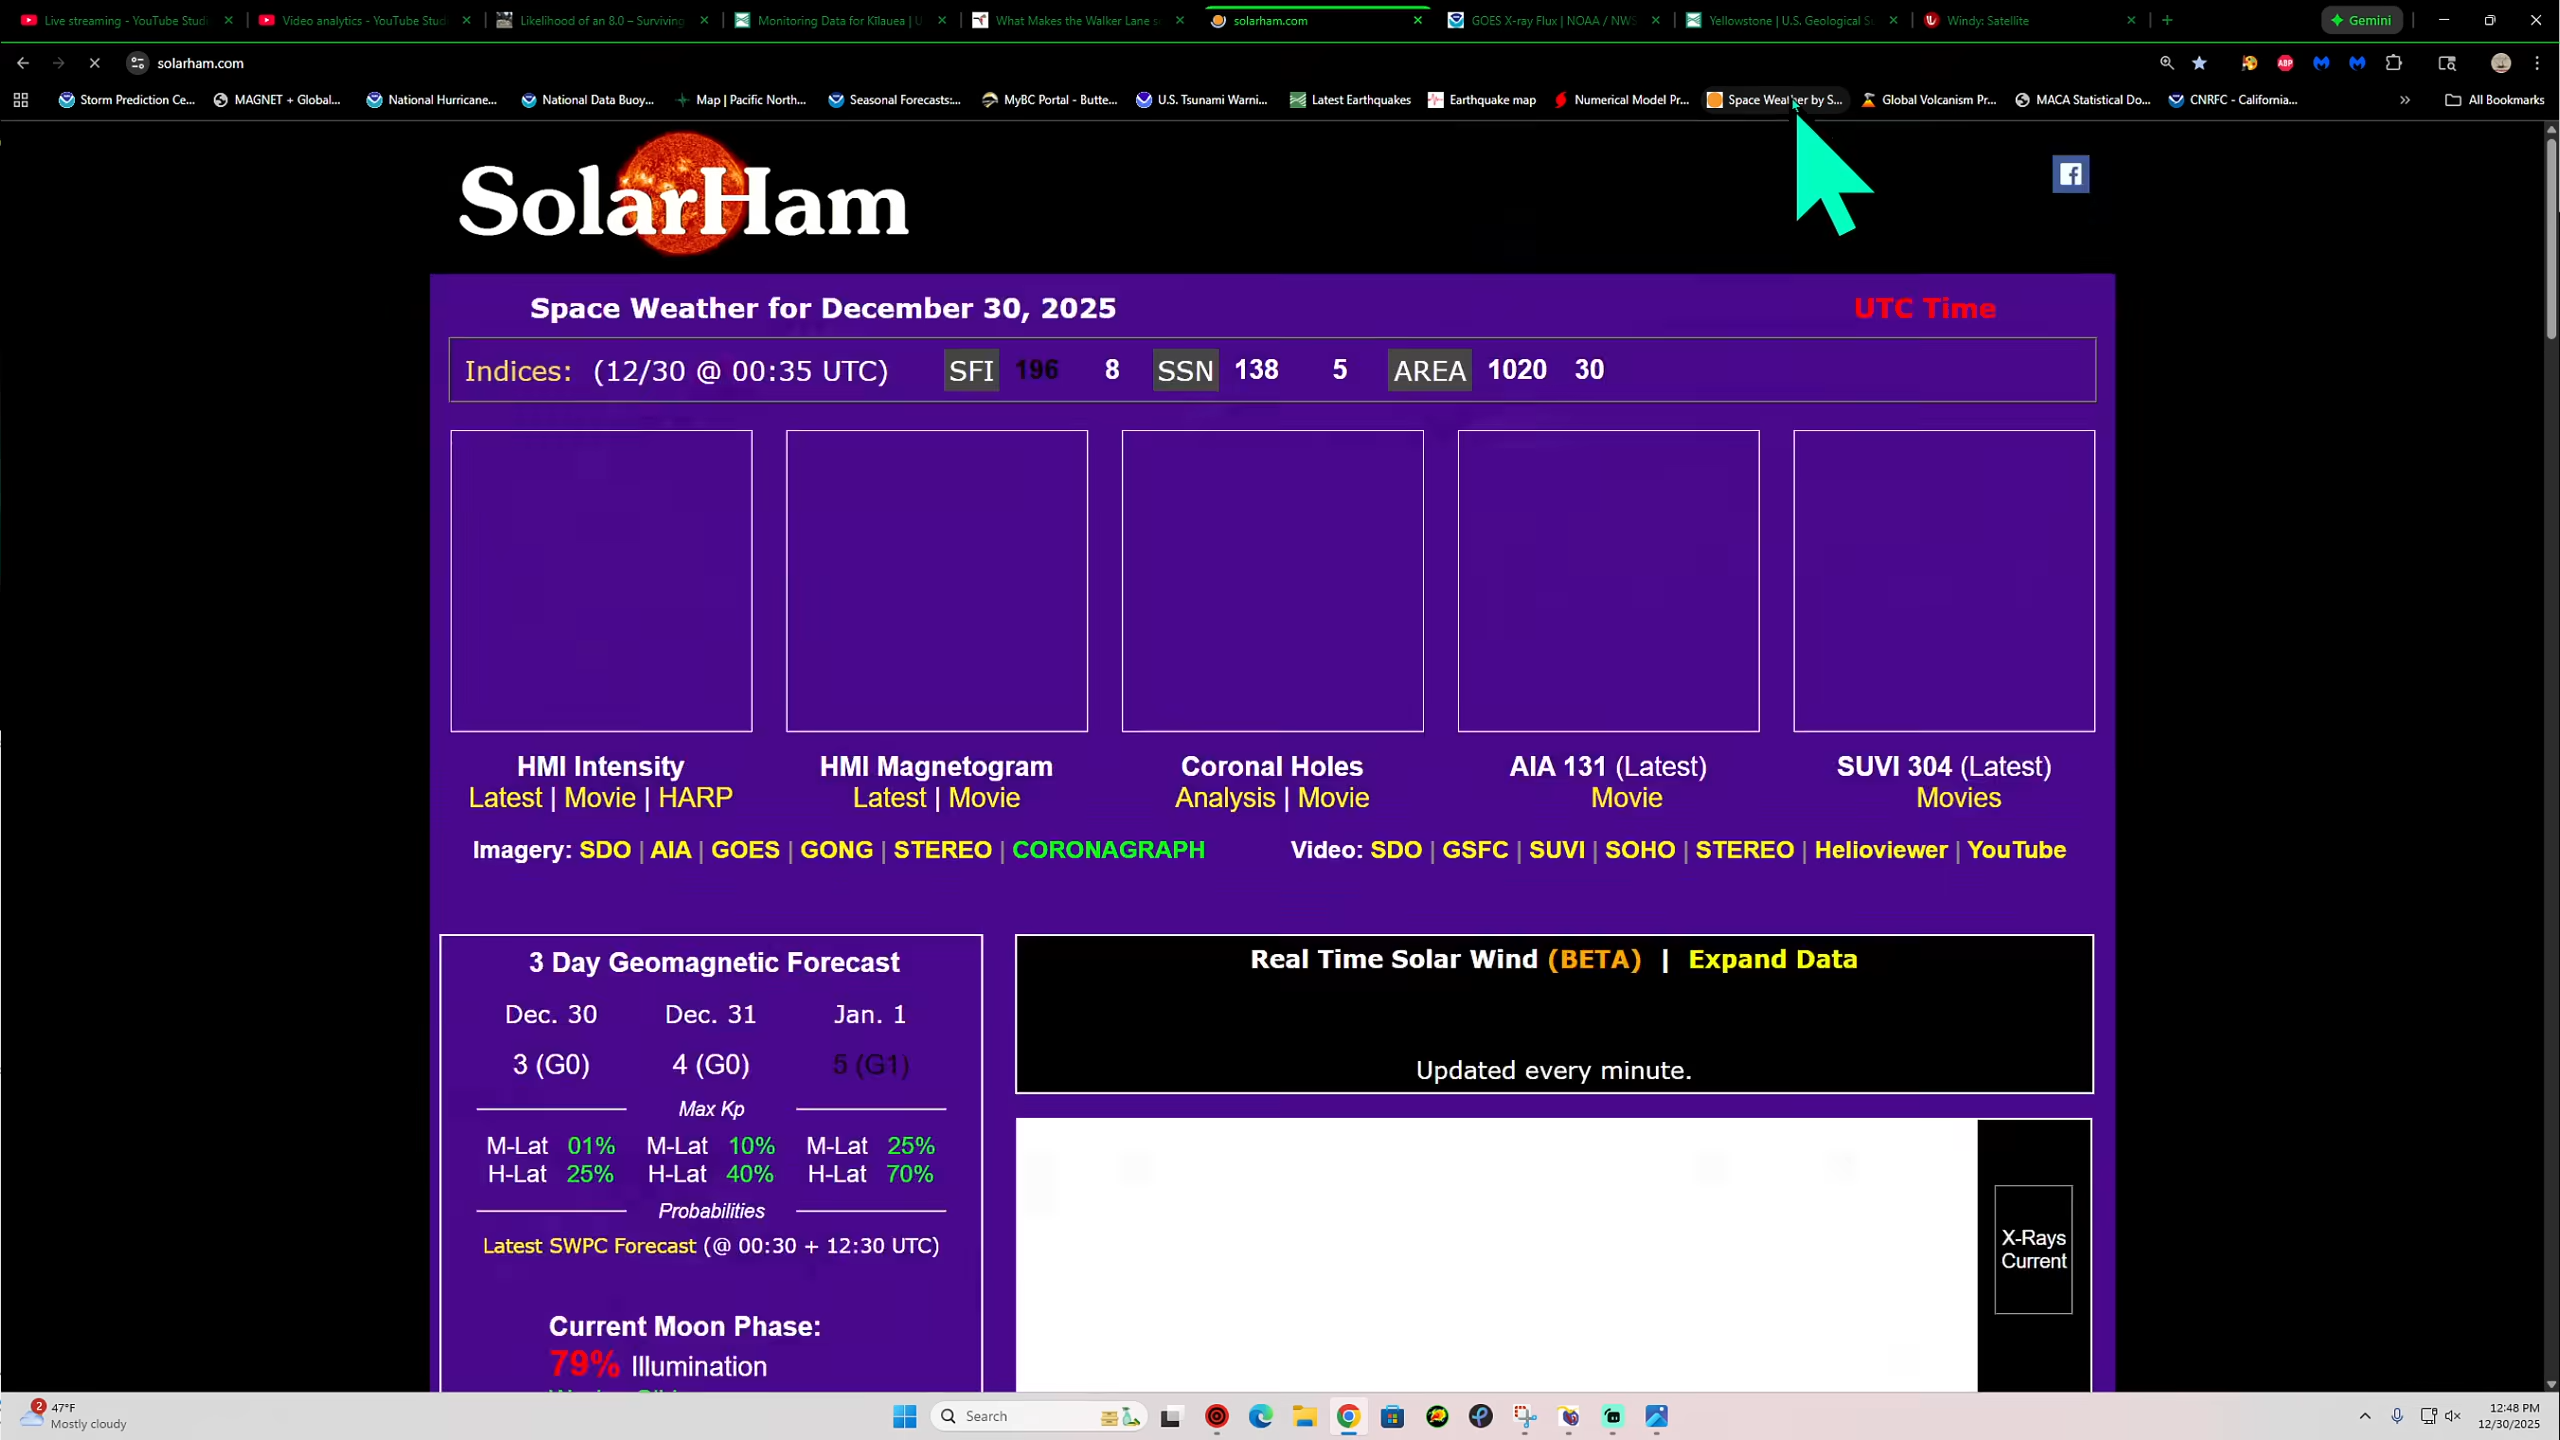 Live streaming - YouTube Studi
Video analytics - YouTube Stud
Likelihood of an 8.0 – Surviving
Monitoring Data for Kīlauea | U
What Makes the Walker Lane s
solarham.com
GOES X-ray Flux | NOAA / NWS
Yellowstone | U.S. Geological S
Windy: Satellite
Gemini
solarham.com
ABP
Storm Prediction Ce...
MAGNET + Global...
National Hurricane...
National Data Buoy...
Map | Pacific North...
Seasonal Forecasts:...
MyBC Portal - Butte...
U.S. Tsunami Warni...
Latest Earthquakes
Earthquake map
Numerical Model Pr...
Space Weather by S...
Global Volcanism Pr...
MACA Statistical Do...
CNRFC - California...
All Bookmarks
SolarHam
Space Weather for December 30, 2025
UTC Time
Indices: (12/30 @ 00:35 UTC) SFI 196 8 SSN 138 5 AREA 1020 30
HMI Intensity
Latest | Movie | HARP
HMI Magnetogram
Latest | Movie
Coronal Holes
Analysis | Movie
AIA 131 (Latest)
Movie
SUVI 304 (Latest)
Movies
Imagery: SDO | AIA | GOES | GONG | STEREO | CORONAGRAPH
Video: SDO | GSFC | SUVI | SOHO | STEREO | Helioviewer | YouTube
3 Day Geomagnetic Forecast
Dec. 30 Dec. 31 Jan. 1
3 (G0) 4 (G0) 5 (G1)
Max Kp
M-Lat 01% M-Lat 10% M-Lat 25%
H-Lat 25% H-Lat 40% H-Lat 70%
Probabilities
Latest SWPC Forecast (@ 00:30 + 12:30 UTC)
Current Moon Phase:
79% Illumination
Real Time Solar Wind (BETA) | Expand Data
Updated every minute.
X-Rays
Current
2
47°F
Mostly cloudy
Search
12:48 PM
12/30/2025